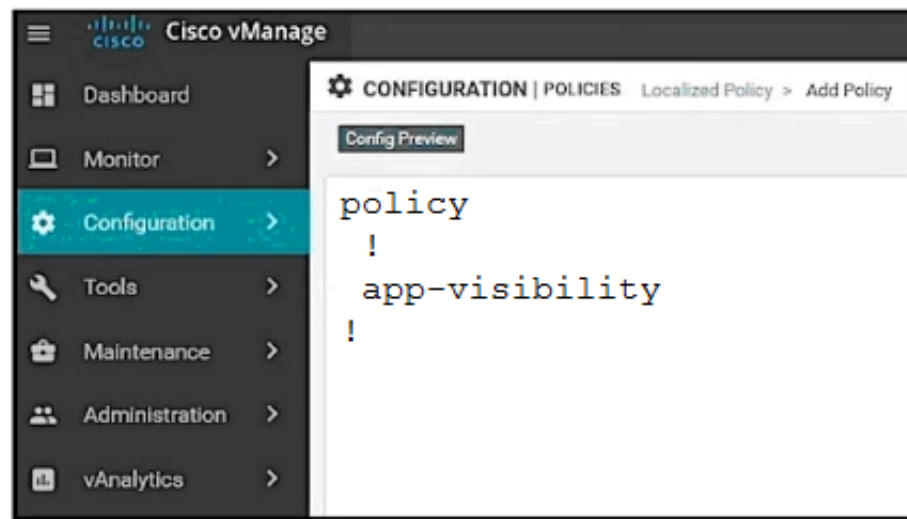 CISCO Cisco vManage
Dashboard
Monitor
Configuration
Tools
Maintenance
Administration
vAnalytics
CONFIGURATION | POLICIES Localized Policy > Add Policy
Config Preview
policy
!
app-visibility
!